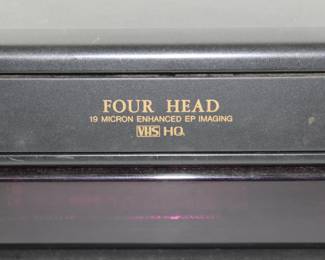 FOUR HEAD
19 MICRON ENHANCED EP IMAGING
VHS HQ